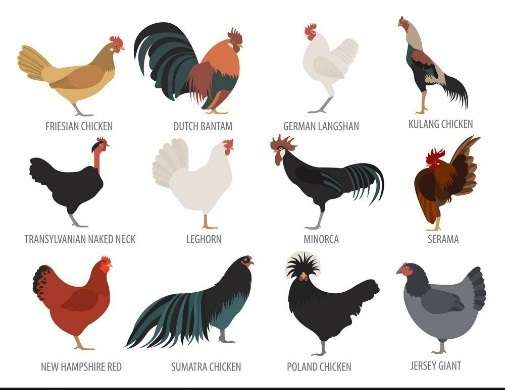 FRIESIAN CHICKEN
DUTCH BANTAM
GERMAN LANGSHAN
KULANG CHICKEN
TRANSYLVANIAN NAKED NECK
LEGHORN
MINORCA
SERAMA
NEW HAMPSHIRE RED
SUMATRA CHICKEN
POLAND CHICKEN
JERSEY GIANT